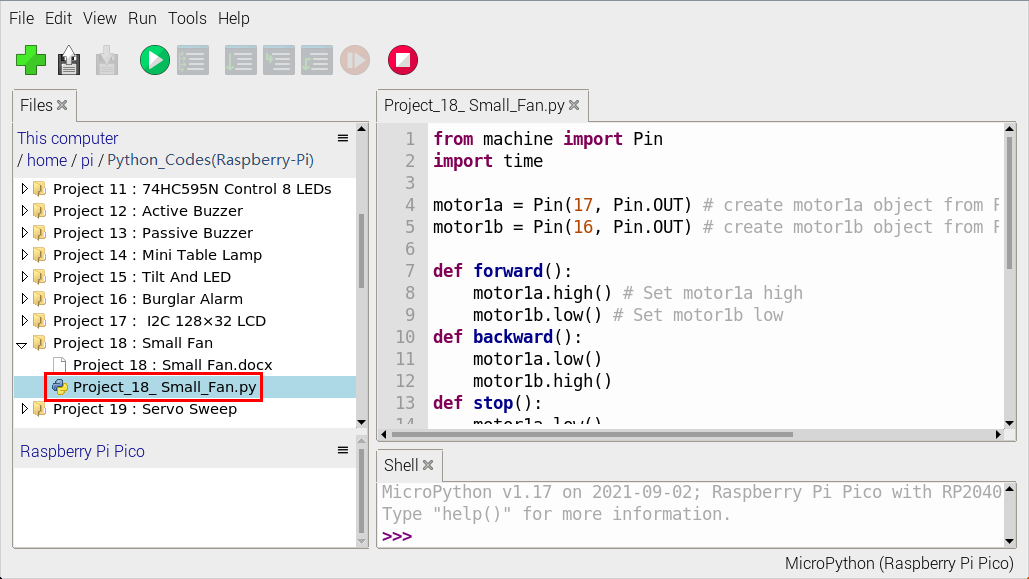 File Edit View Run Tools Help
Files
This computer
/ home / pi / Python_Codes(Raspberry-Pi)
Project 11 : 74HC595N Control 8 LEDs
Project 12 : Active Buzzer
Project 13 : Passive Buzzer
Project 14 : Mini Table Lamp
Project 15 : Tilt And LED
Project 16 : Burglar Alarm
Project 17 :  I2C 128×32 LCD
Project 18 : Small Fan
Project 18 : Small Fan.docx
Project_18_ Small_Fan.py
Project 19 : Servo Sweep
Raspberry Pi Pico
Project_18_ Small_Fan.py
1 from machine import Pin
2 import time
3
4 motor1a = Pin(17, Pin.OUT) # create motor1a object from
5 motor1b = Pin(16, Pin.OUT) # create motor1b object from
6
7 def forward():
8     motor1a.high() # Set motor1a high
9     motor1b.low() # Set motor1b low
10 def backward():
11     motor1a.low()
12     motor1b.high()
13 def stop():
14     motor1a.low()
Shell
MicroPython v1.17 on 2021-09-02; Raspberry Pi Pico with RP2040
Type "help()" for more information.
>>>
MicroPython (Raspberry Pi Pico)